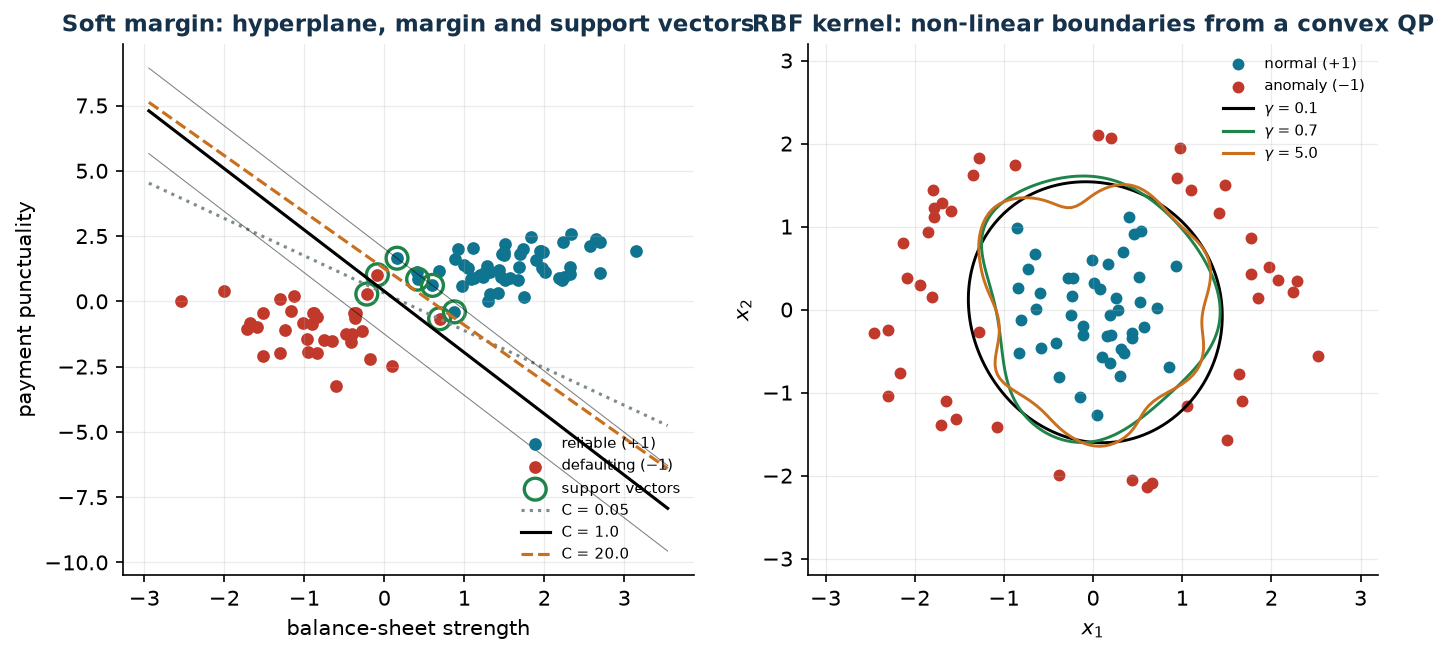 Soft margin: hyperplane, margin and support vectors
payment punctuality
7.5
5.0
2.5
0.0
−2.5
−5.0
−7.5
−10.0
−3
−2
−1
0
1
2
3
balance-sheet strength
reliable (+1)
defaulting (−1)
support vectors
C = 0.05
C = 1.0
C = 20.0
RBF kernel: non-linear boundaries from a convex QP
x₂
3
2
1
0
−1
−2
−3
−3
−2
−1
0
1
2
3
x₁
normal (+1)
anomaly (−1)
γ = 0.1
γ = 0.7
γ = 5.0